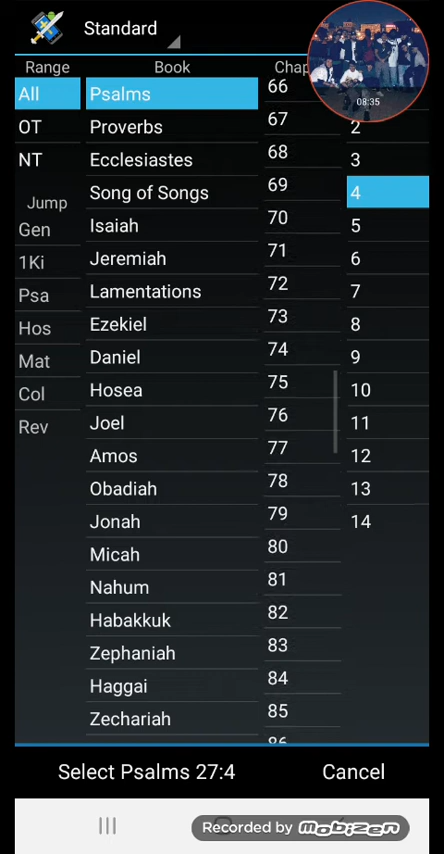 Standard
Range Book Chap
All
OT
NT
Jump
Gen
1Ki
Psa
Hos
Mat
Col
Rev
Psalms
Proverbs
Ecclesiastes
Song of Songs
Isaiah
Jeremiah
Lamentations
Ezekiel
Daniel
Hosea
Joel
Amos
Obadiah
Jonah
Micah
Nahum
Habakkuk
Zephaniah
Haggai
Zechariah
66
67
68
69
70
71
72
73
74
75
76
77
78
79
80
81
82
83
84
85
86
08:35
2
3
4
5
6
7
8
9
10
11
12
13
14
Select Psalms 27:4 Cancel
Recorded by Mobizen